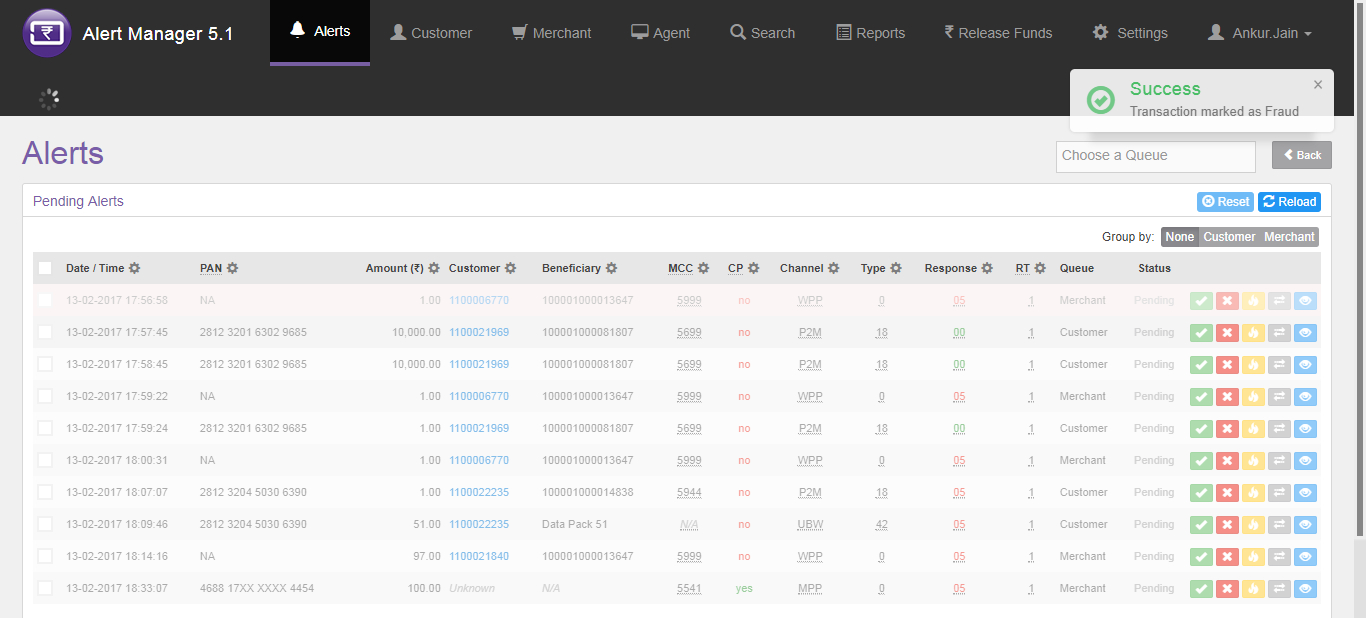 Alert Manager 5.1 Alerts Customer Merchant Agent Search Reports ₹ Release Funds Settings Ankur.Jain
Success
Transaction marked as Fraud
Alerts
Choose a Queue
Back
Pending Alerts
Reset Reload
Group by: None Customer Merchant
Date / Time PAN Amount (₹) Customer Beneficiary MCC CP Channel Type Response RT Queue Status
13-02-2017 17:56:58 NA 1.00 1100006770 100001000013647 5999 no WPP 0 05 1 Merchant Pending
13-02-2017 17:57:45 2812 3201 6302 9685 10,000.00 1100021969 100001000081807 5699 no P2M 18 00 1 Customer Pending
13-02-2017 17:58:45 2812 3201 6302 9685 10,000.00 1100021969 100001000081807 5699 no P2M 18 00 1 Customer Pending
13-02-2017 17:59:22 NA 1.00 1100006770 100001000013647 5999 no WPP 0 05 1 Merchant Pending
13-02-2017 17:59:24 2812 3201 6302 9685 1.00 1100021969 100001000081807 5699 no P2M 18 00 1 Customer Pending
13-02-2017 18:00:31 NA 1.00 1100006770 100001000013647 5999 no WPP 0 05 1 Merchant Pending
13-02-2017 18:07:07 2812 3204 5030 6390 1.00 1100022235 100001000014838 5944 no P2M 18 05 1 Customer Pending
13-02-2017 18:09:46 2812 3204 5030 6390 51.00 1100022235 Data Pack 51 N/A no UBW 42 05 1 Customer Pending
13-02-2017 18:14:16 NA 97.00 1100021840 100001000013647 5999 no WPP 0 05 1 Merchant Pending
13-02-2017 18:33:07 4688 17XX XXXX 4454 100.00 Unknown N/A 5541 yes MPP 0 05 1 Merchant Pending